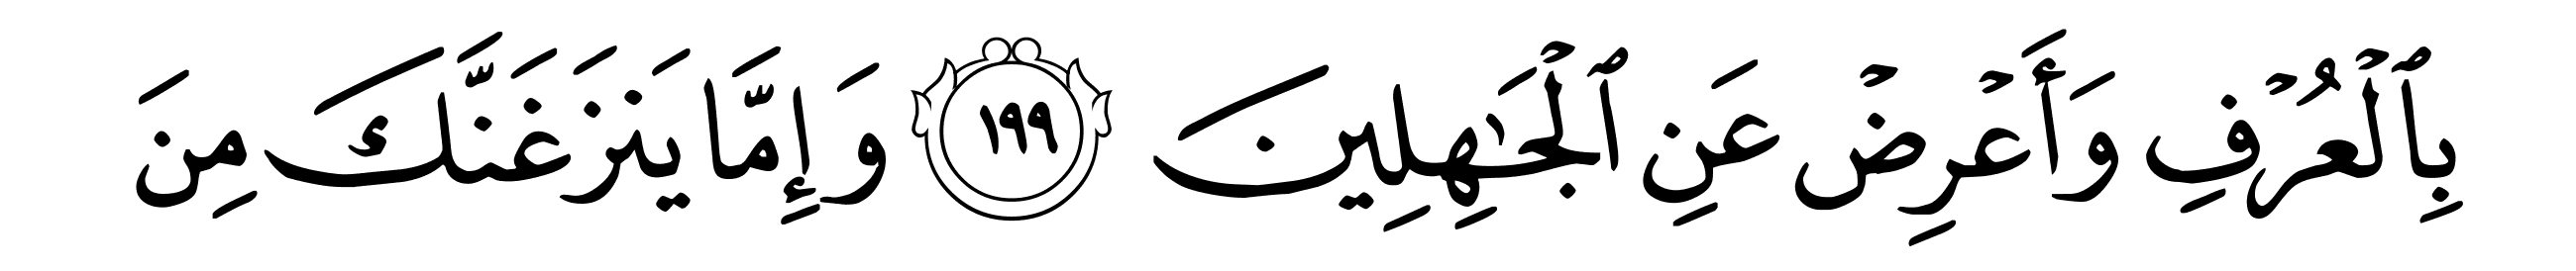 بِٱلْعُرْفِ وَأَعْرِضْ عَنِ ٱلْجَٰهِلِينَ ١٩٩ وَإِمَّا يَنزَغَنَّكَ مِنَ